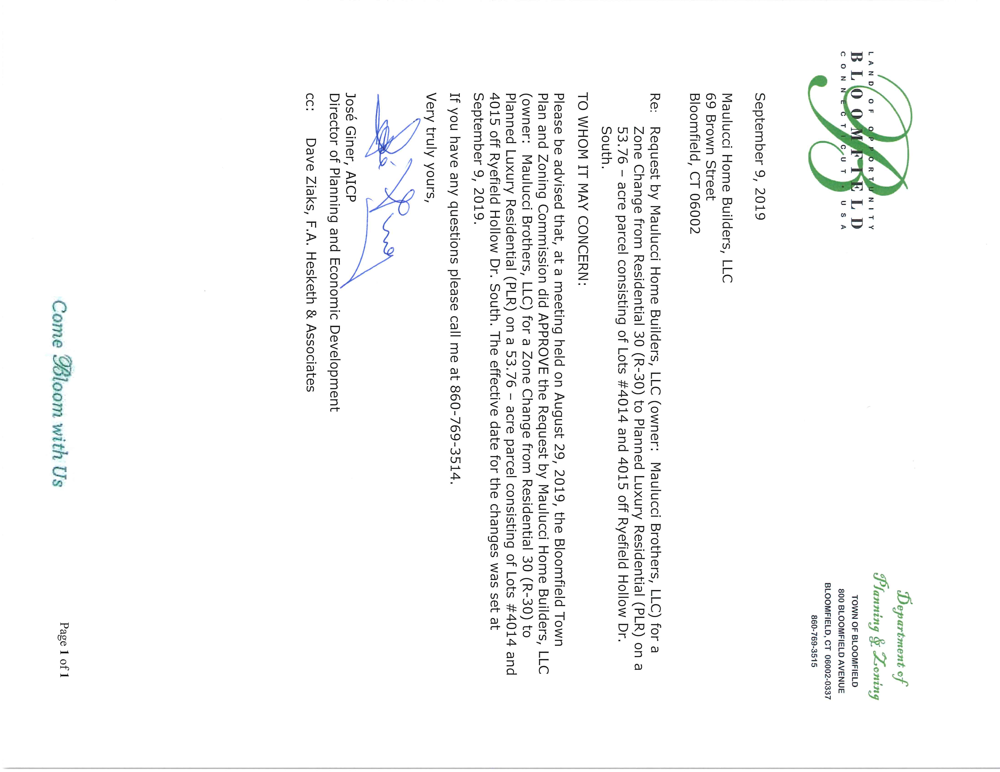 LAND OF OPPORTUNITY
BLOOMFIELD
CONNECTICUT · USA
Department of
Planning & Zoning
TOWN OF BLOOMFIELD
800 BLOOMFIELD AVENUE
BLOOMFIELD, CT 06002-0337
860-769-3515
September 9, 2019
Maulucci Home Builders, LLC
69 Brown Street
Bloomfield, CT 06002
Re: Request by Maulucci Home Builders, LLC (owner: Maulucci Brothers, LLC) for a
Zone Change from Residential 30 (R-30) to Planned Luxury Residential (PLR) on a
53.76 – acre parcel consisting of Lots #4014 and 4015 off Ryefield Hollow Dr.
South.
TO WHOM IT MAY CONCERN:
Please be advised that, at a meeting held on August 29, 2019, the Bloomfield Town
Plan and Zoning Commission did APPROVE the Request by Maulucci Home Builders, LLC
(owner: Maulucci Brothers, LLC) for a Zone Change from Residential 30 (R-30) to
Planned Luxury Residential (PLR) on a 53.76 – acre parcel consisting of Lots #4014 and
4015 off Ryefield Hollow Dr. South. The effective date for the changes was set at
September 9, 2019.
If you have any questions please call me at 860-769-3514.
Very truly yours,
José Giner, AICP
Director of Planning and Economic Development
cc: Dave Ziaks, F.A. Hesketh & Associates
Come Bloom with Us
Page 1 of 1